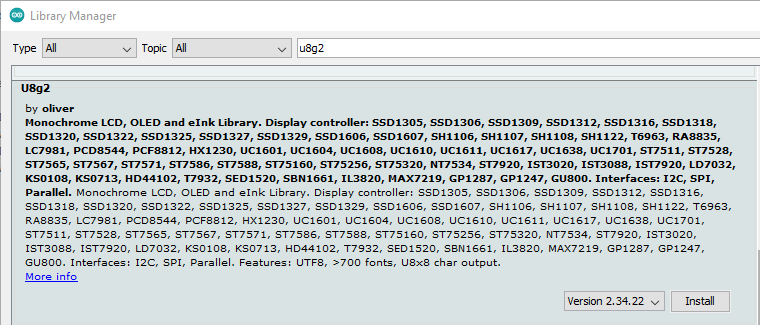 Library Manager
Type All Topic All u8g2
U8g2
by oliver
Monochrome LCD, OLED and eInk Library. Display controller: SSD1305, SSD1306, SSD1309, SSD1312, SSD1316, SSD1318,
SSD1320, SSD1322, SSD1325, SSD1327, SSD1329, SSD1606, SSD1607, SH1106, SH1107, SH1108, SH1122, T6963, RA8835,
LC7981, PCD8544, PCF8812, HX1230, UC1601, UC1604, UC1608, UC1610, UC1611, UC1617, UC1638, UC1701, ST7511, ST7528,
ST7565, ST7567, ST7571, ST7586, ST7588, ST75160, ST75256, ST75320, NT7534, ST7920, IST3020, IST3088, IST7920, LD7032,
KS0108, KS0713, HD44102, T7932, SED1520, SBN1661, IL3820, MAX7219, GP1287, GP1247, GU800. Interfaces: I2C, SPI,
Parallel. Monochrome LCD, OLED and eInk Library. Display controller: SSD1305, SSD1306, SSD1309, SSD1312, SSD1316,
SSD1318, SSD1320, SSD1322, SSD1325, SSD1327, SSD1329, SSD1606, SSD1607, SH1106, SH1107, SH1108, SH1122, T6963,
RA8835, LC7981, PCD8544, PCF8812, HX1230, UC1601, UC1604, UC1608, UC1610, UC1611, UC1617, UC1638, UC1701,
ST7511, ST7528, ST7565, ST7567, ST7571, ST7586, ST7588, ST75160, ST75256, ST75320, NT7534, ST7920, IST3020,
IST3088, IST7920, LD7032, KS0108, KS0713, HD44102, T7932, SED1520, SBN1661, IL3820, MAX7219, GP1287, GP1247,
GU800. Interfaces: I2C, SPI, Parallel. Features: UTF8, >700 fonts, U8x8 char output.
More info
Version 2.34.22 Install